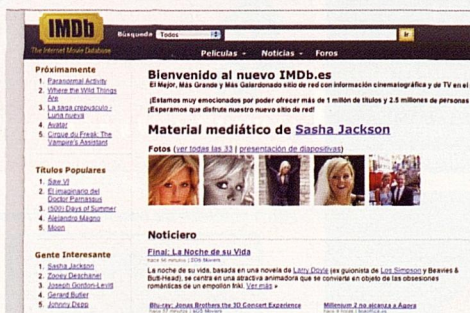 IMDb
The Internet Movie Database
Búsqueda Todos Ir
Películas Noticias Foros
Próximamente
1. Paranormal Activity
2. Where the Wild Things
Are
3. La saga crepúsculo -
Luna nueva
4. Avatar
5. Cirque du Freak: The
Vampire's Assistant
Títulos Populares
1. Saw VI
2. El imaginario del
Doctor Parnassus
3. (500) Days of Summer
4. Alejandro Magno
5. Moon
Gente Interesante
1. Sasha Jackson
2. Zooey Deschanel
3. Joseph Gordon-Levitt
4. Gerard Butler
5. Johnny Depp
Bienvenido al nuevo IMDb.es
El Mejor, Más Grande y Más Galardonado sitio de red con información cinematográfica y de TV en el
¡Estamos muy emocionados por poder ofrecer más de 1 millón de títulos y 2.5 millones de personas
¡Esperamos que disfrute nuestro nuevo sitio de red!
Material mediático de Sasha Jackson
Fotos (ver todas las 33 | presentación de diapositivas)
Noticiero
Final: La Noche de su Vida
La noche de su vida, basada en una novela de Larry Doyle (ex guionista de Los Simpson y Beavies &
Butt-Head), se centra en una atractiva animadora que se convierte en objeto de las obsesiones
románticas de un empollón friki. Ver más »
Blu-ray: Jonas Brothers the 3D Concert Experience
Millenium 2 no alcanza a Ágora